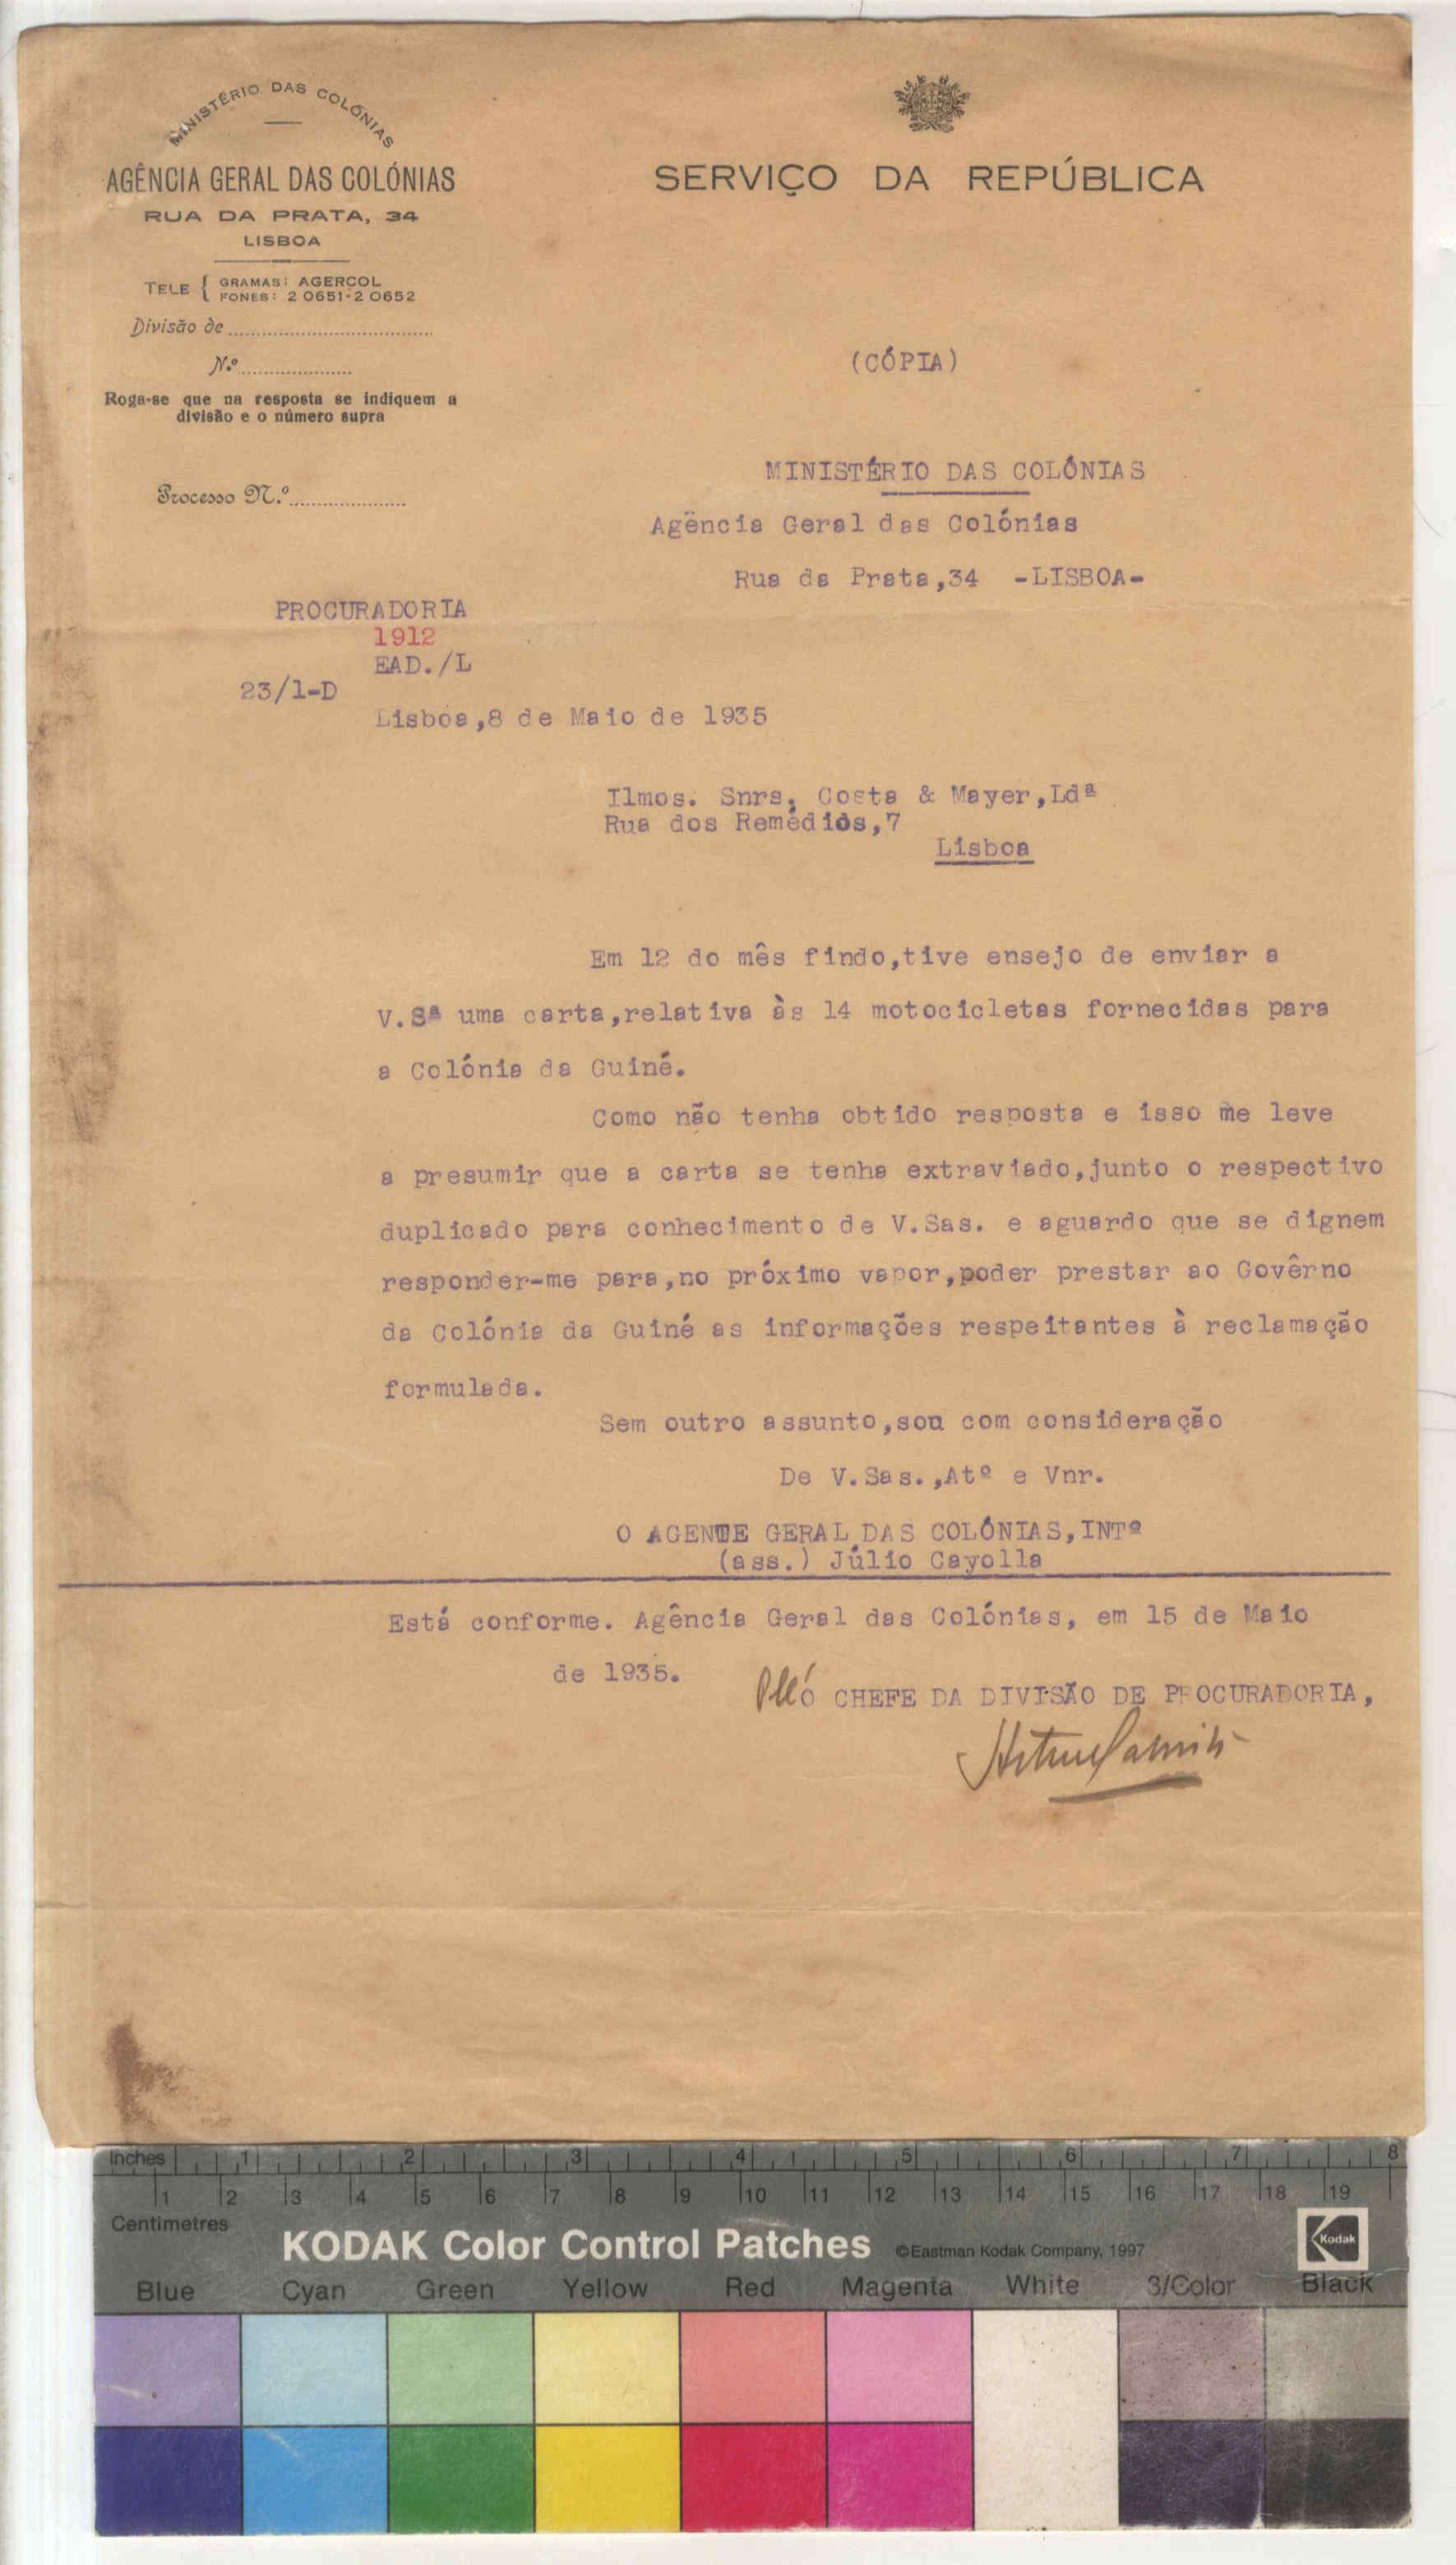 MINISTÉRIO DAS COLÓNIAS
AGÊNCIA GERAL DAS COLÓNIAS
RUA DA PRATA, 34
LISBOA
TELE { GRAMAS: AGERCOL
FONES: 2 0651-2 0652
Divisão de
N.º
Roga-se que na resposta se indiquem a
divisão e o número supra
Processo N.º
SERVIÇO DA REPÚBLICA
(CÓPIA)
MINISTÉRIO DAS COLÓNIAS
Agência Geral das Colónias
Rua da Prata,34 -LISBOA-
PROCURADORIA
1912
EAD./L
23/1-D
Lisboa,8 de Maio de 1935
Ilmos. Snrs. Costa & Mayer,Ldª
Rua dos Remédios,7
Lisboa
Em 12 do mês findo,tive ensejo de enviar a
V.Sª uma carta,relativa às 14 motocicletas fornecidas para
a Colónia da Guiné.
Como não tenha obtido resposta e isso me leve
a presumir que a carta se tenha extraviado,junto o respectivo
duplicado para conhecimento de V.Sas. e aguardo que se dignem
responder-me para,no próximo vapor,poder prestar ao Govêrno
da Colónia da Guiné as informações respeitantes à reclamação
formulada.
Sem outro assunto,sou com consideração
De V.Sas.,Atº e Vnr.
O AGENTE GERAL DAS COLÓNIAS,INTº
(ass.) Júlio Cayolla
Está conforme. Agência Geral das Colónias, em 15 de Maio
de 1935.
O CHEFE DA DIVISÃO DE PROCURADORIA,
Inches 1 2 3 4 5 6 7 8
1 2 3 4 5 6 7 8 9 10 11 12 13 14 15 16 17 18 19
Centimetres
KODAK Color Control Patches ©Eastman Kodak Company, 1997 Kodak
Blue Cyan Green Yellow Red Magenta White 3/Color Black